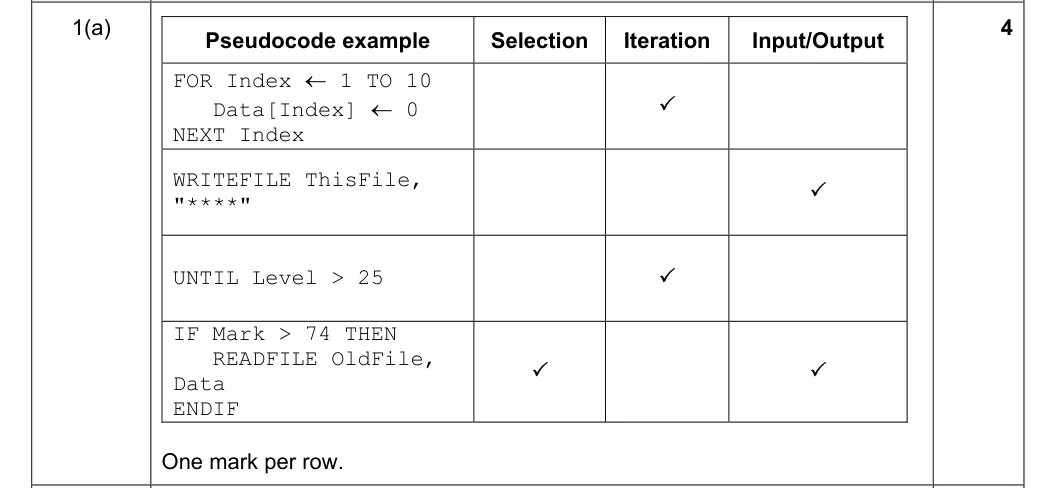 1(a)
4
Pseudocode example Selection Iteration Input/Output
FOR Index ← 1 TO 10
Data[Index] ← 0
NEXT Index
✓
WRITEFILE ThisFile,
"****"
✓
UNTIL Level > 25
✓
IF Mark > 74 THEN
READFILE OldFile,
Data
ENDIF
✓ ✓
One mark per row.